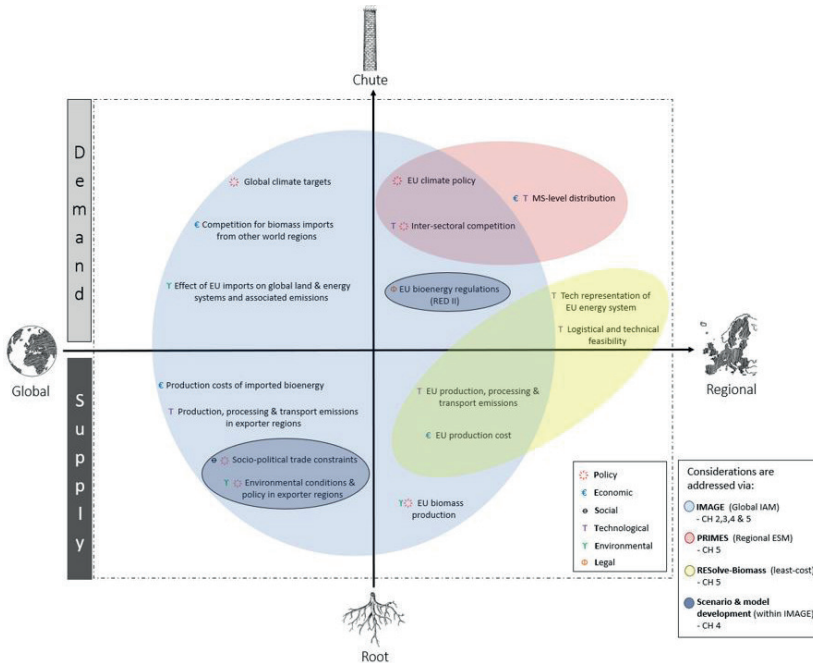 Chute
Demand
Global climate targets
EU climate policy
€ T MS-level distribution
€ Competition for biomass imports
from other world regions
T Inter-sectoral competition
Effect of EU imports on global land & energy
systems and associated emissions
EU bioenergy regulations
(RED II)
T Tech representation of
EU energy system
T Logistical and technical
feasibility
Global
Regional
Supply
€ Production costs of imported bioenergy
T Production, processing & transport emissions
in exporter regions
T EU production, processing &
transport emissions
€ EU production cost
Socio-political trade constraints
Environmental conditions &
policy in exporter regions
EU biomass
production
Root
Policy
€ Economic
Social
T Technological
Environmental
Legal
Considerations are
addressed via:
IMAGE (Global IAM)
- CH 2,3,4 & 5
PRIMES (Regional ESM)
- CH 5
RESolve-Biomass (least-cost)
- CH 5
Scenario & model
development (within IMAGE)
- CH 4